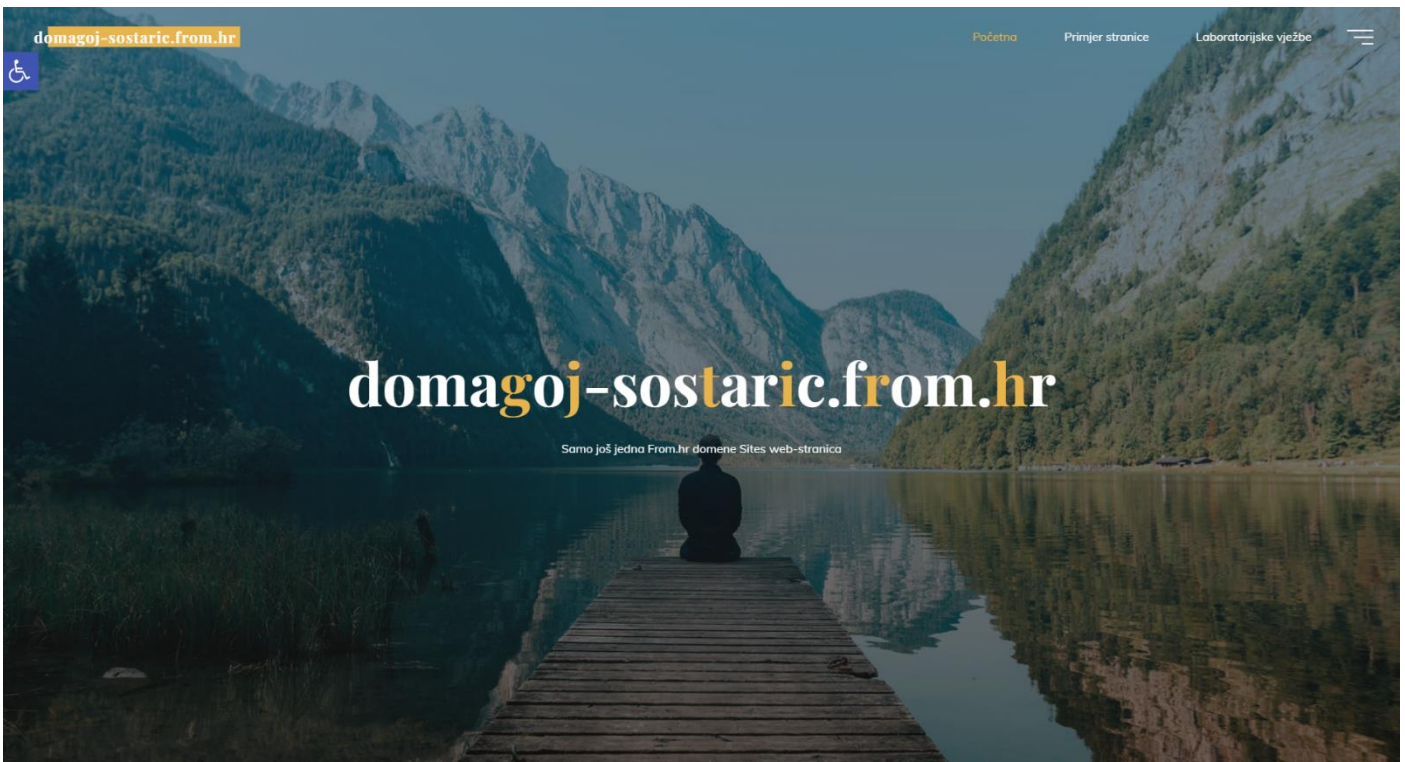 domagoj-sostaric.from.hr
Početna
Primjer stranice
Laboratorijske vježbe
domagoj-sostaric.from.hr
Samo još jedna From.hr domene Sites web-stranica